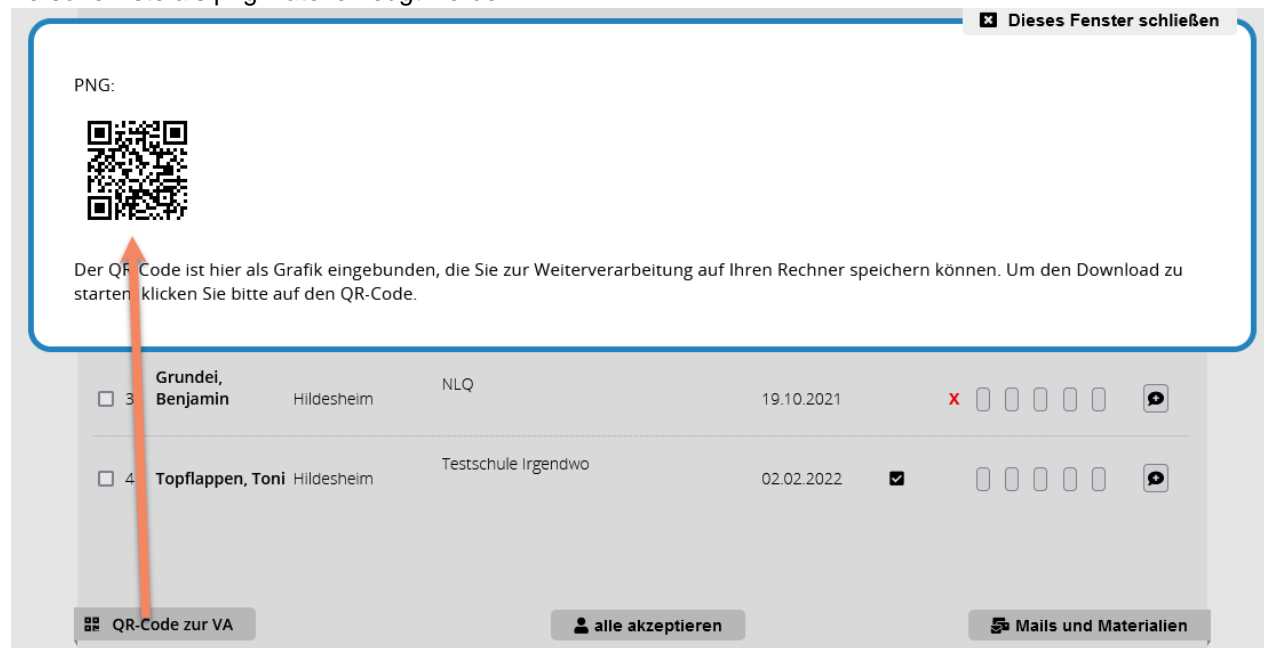 Dieses Fenster schließen
PNG:
Der QR-Code ist hier als Grafik eingebunden, die Sie zur Weiterverarbeitung auf Ihren Rechner speichern können. Um den Download zu
starten, klicken Sie bitte auf den QR-Code.
3 Grundei, Benjamin Hildesheim NLQ 19.10.2021 X
4 Topflappen, Toni Hildesheim Testschule Irgendwo 02.02.2022
QR-Code zur VA alle akzeptieren Mails und Materialien